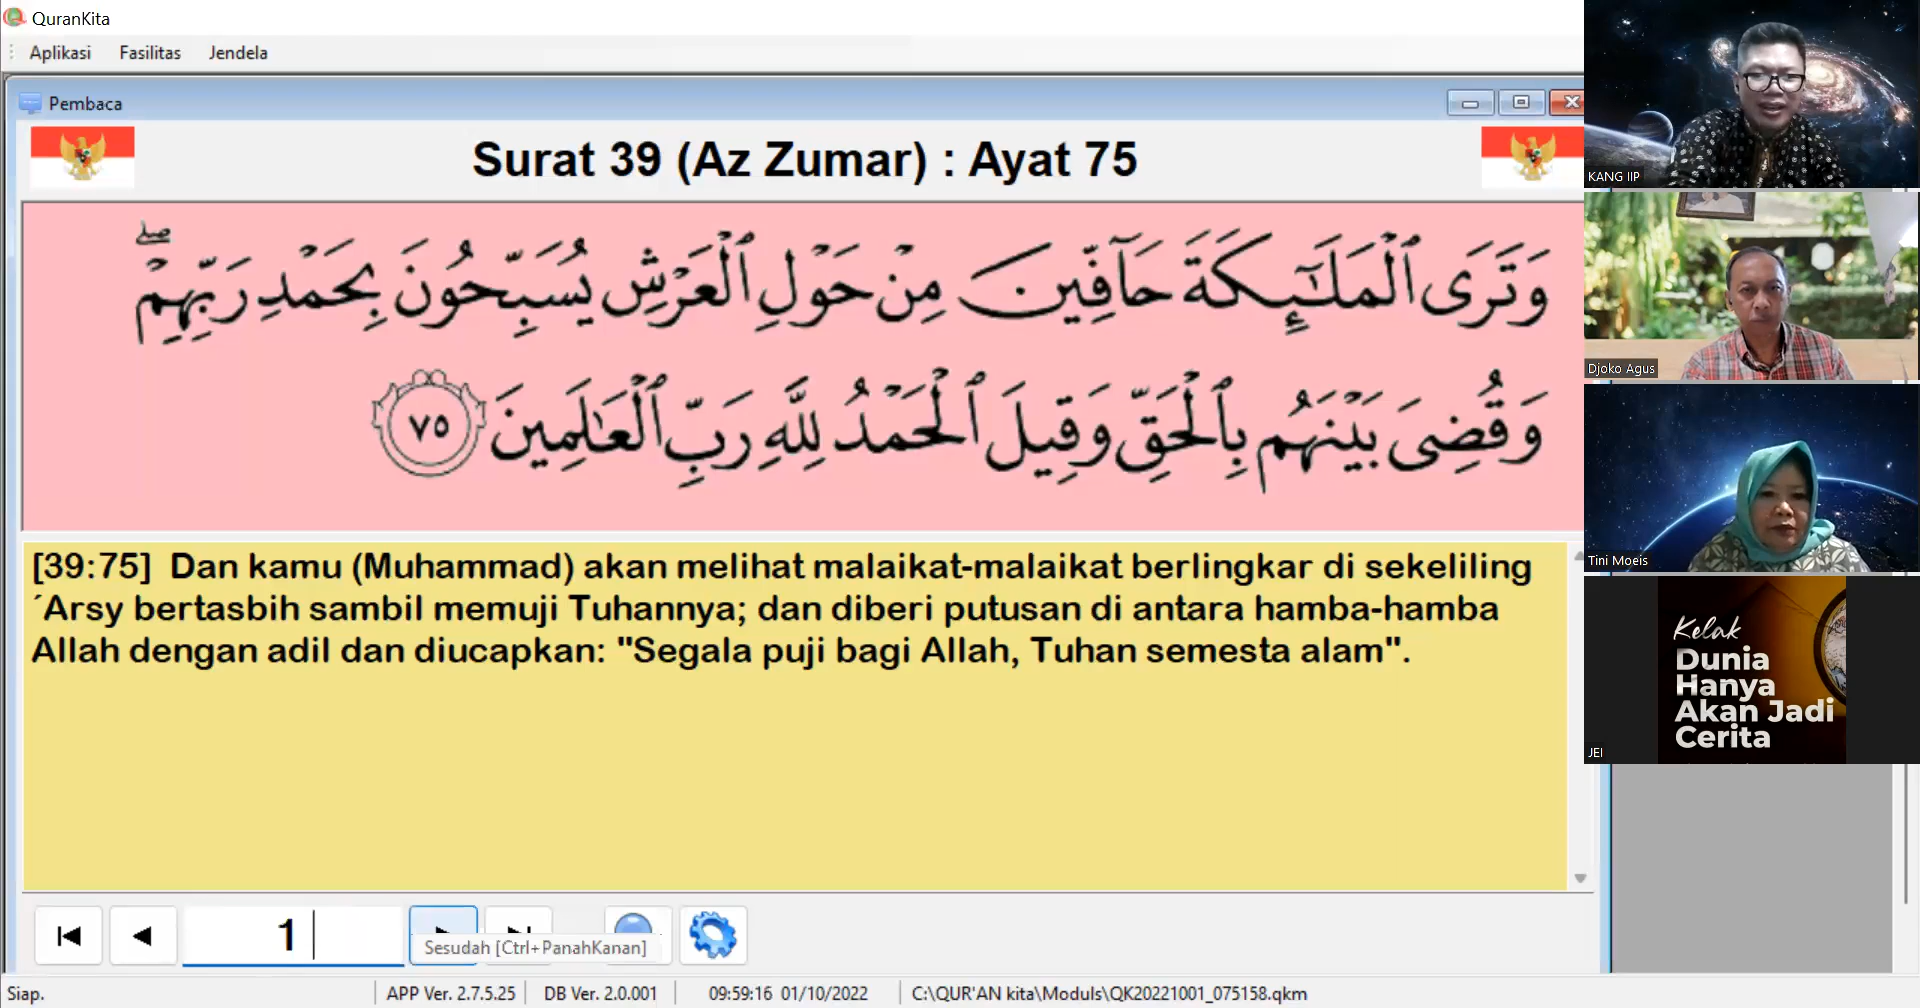 QuranKita
Aplikasi Fasilitas Jendela
Pembaca
Surat 39 (Az Zumar) : Ayat 75
وَتَرَى ٱلْمَلَـٰٓئِكَةَ حَآفِّينَ مِنْ حَوْلِ ٱلْعَرْشِ يُسَبِّحُونَ بِحَمْدِ رَبِّهِمْ ۖ
وَقُضِىَ بَيْنَهُم بِٱلْحَقِّ وَقِيلَ ٱلْحَمْدُ لِلَّهِ رَبِّ ٱلْعَـٰلَمِينَ ٧٥
[39:75] Dan kamu (Muhammad) akan melihat malaikat-malaikat berlingkar di sekeliling
´Arsy bertasbih sambil memuji Tuhannya; dan diberi putusan di antara hamba-hamba
Allah dengan adil dan diucapkan: "Segala puji bagi Allah, Tuhan semesta alam".
1
Sesudah [Ctrl+PanahKanan]
Siap. APP Ver. 2.7.5.25 DB Ver. 2.0.001 09:59:16 01/10/2022 C:\QUR'AN kita\Moduls\QK20221001_075158.qkm
KANG IIP
Djoko Agus
Tini Moeis
Kelak
Dunia
Hanya
Akan Jadi
Cerita
JEI